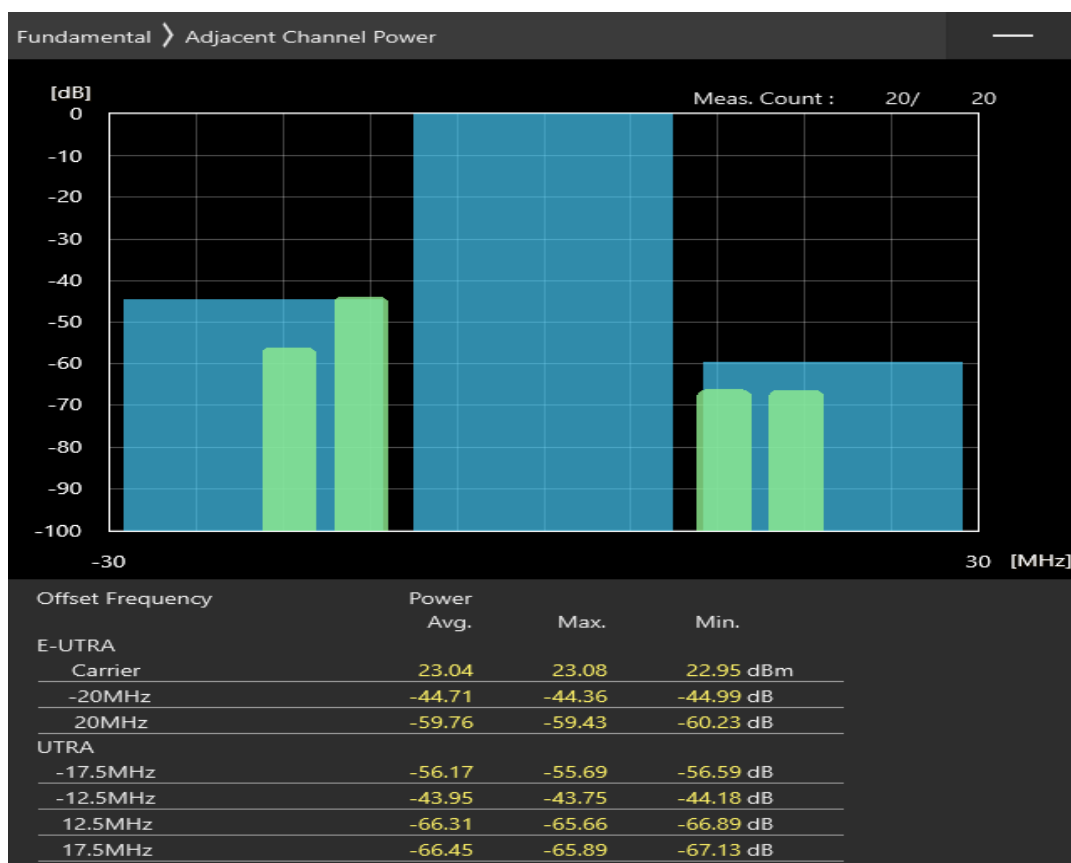 Fundamental 〉 Adjacent Channel Power
[dB]
Meas. Count : 20/ 20
0
-10
-20
-30
-40
-50
-60
-70
-80
-90
-100
-30 30 [MHz]
Offset Frequency Power
Avg. Max. Min.
E-UTRA
Carrier 23.04 23.08 22.95 dBm
-20MHz -44.71 -44.36 -44.99 dB
20MHz -59.76 -59.43 -60.23 dB
UTRA
-17.5MHz -56.17 -55.69 -56.59 dB
-12.5MHz -43.95 -43.75 -44.18 dB
12.5MHz -66.31 -65.66 -66.89 dB
17.5MHz -66.45 -65.89 -67.13 dB